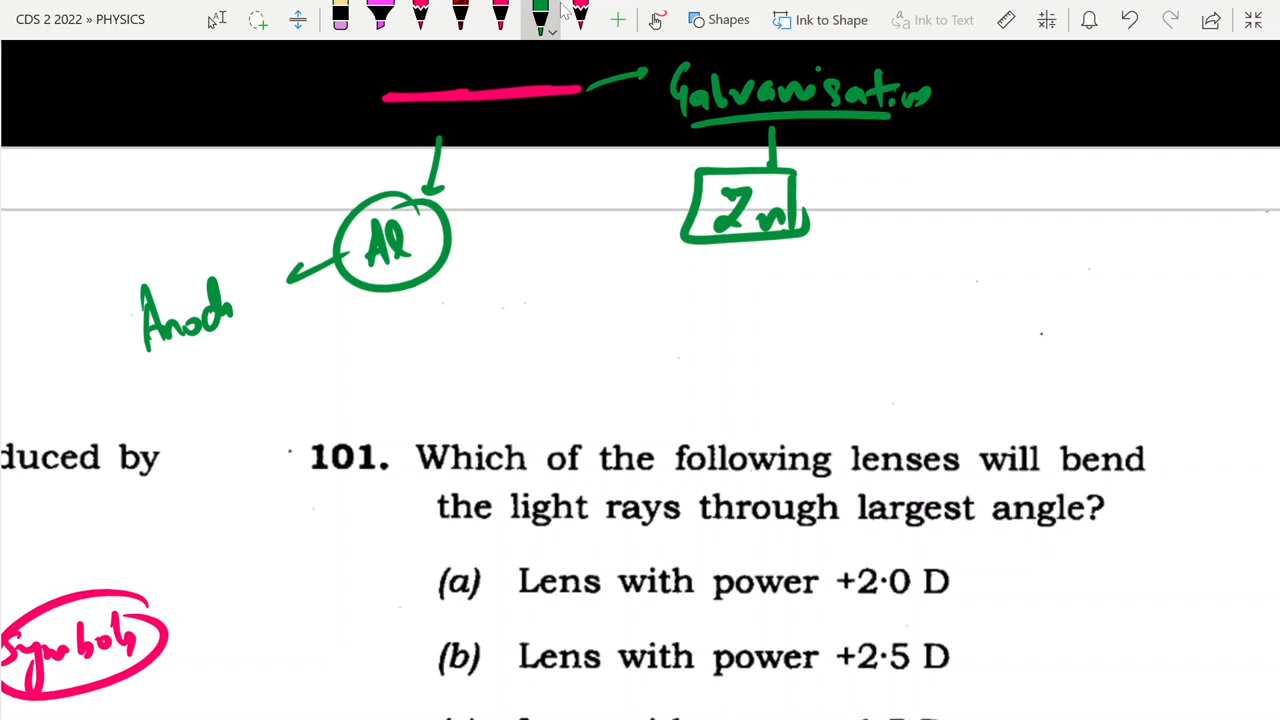 CDS 2 2022 » PHYSICS
Shapes
Ink to Shape
Ink to Text
Galvanisation
Zn
Al
Anod
duced by
101. Which of the following lenses will bend
the light rays through largest angle?
(a) Lens with power +2·0 D
(b) Lens with power +2·5 D
Symbols